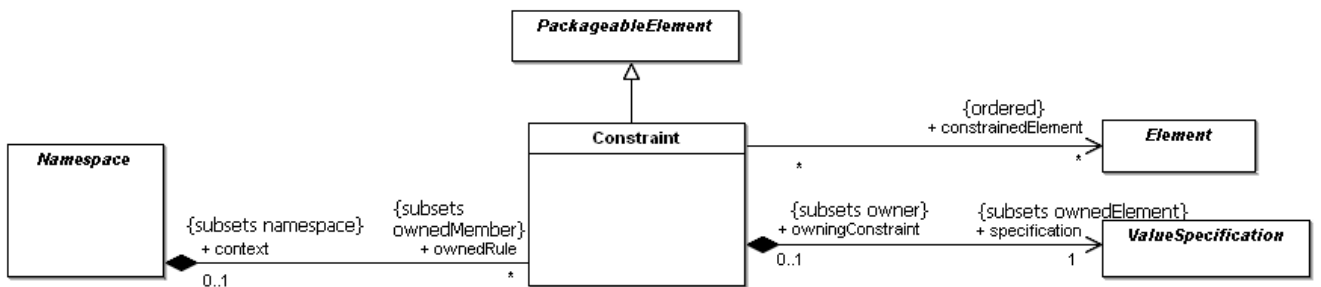 PackageableElement
{ordered}
+ constrainedElement
Constraint
Element
Namespace
*
*
{subsets namespace}
{subsets
ownedMember}
{subsets owner}
{subsets ownedElement}
+ context
+ ownedRule
+ owningConstraint
+ specification
ValueSpecification
0..1
*
0..1
1